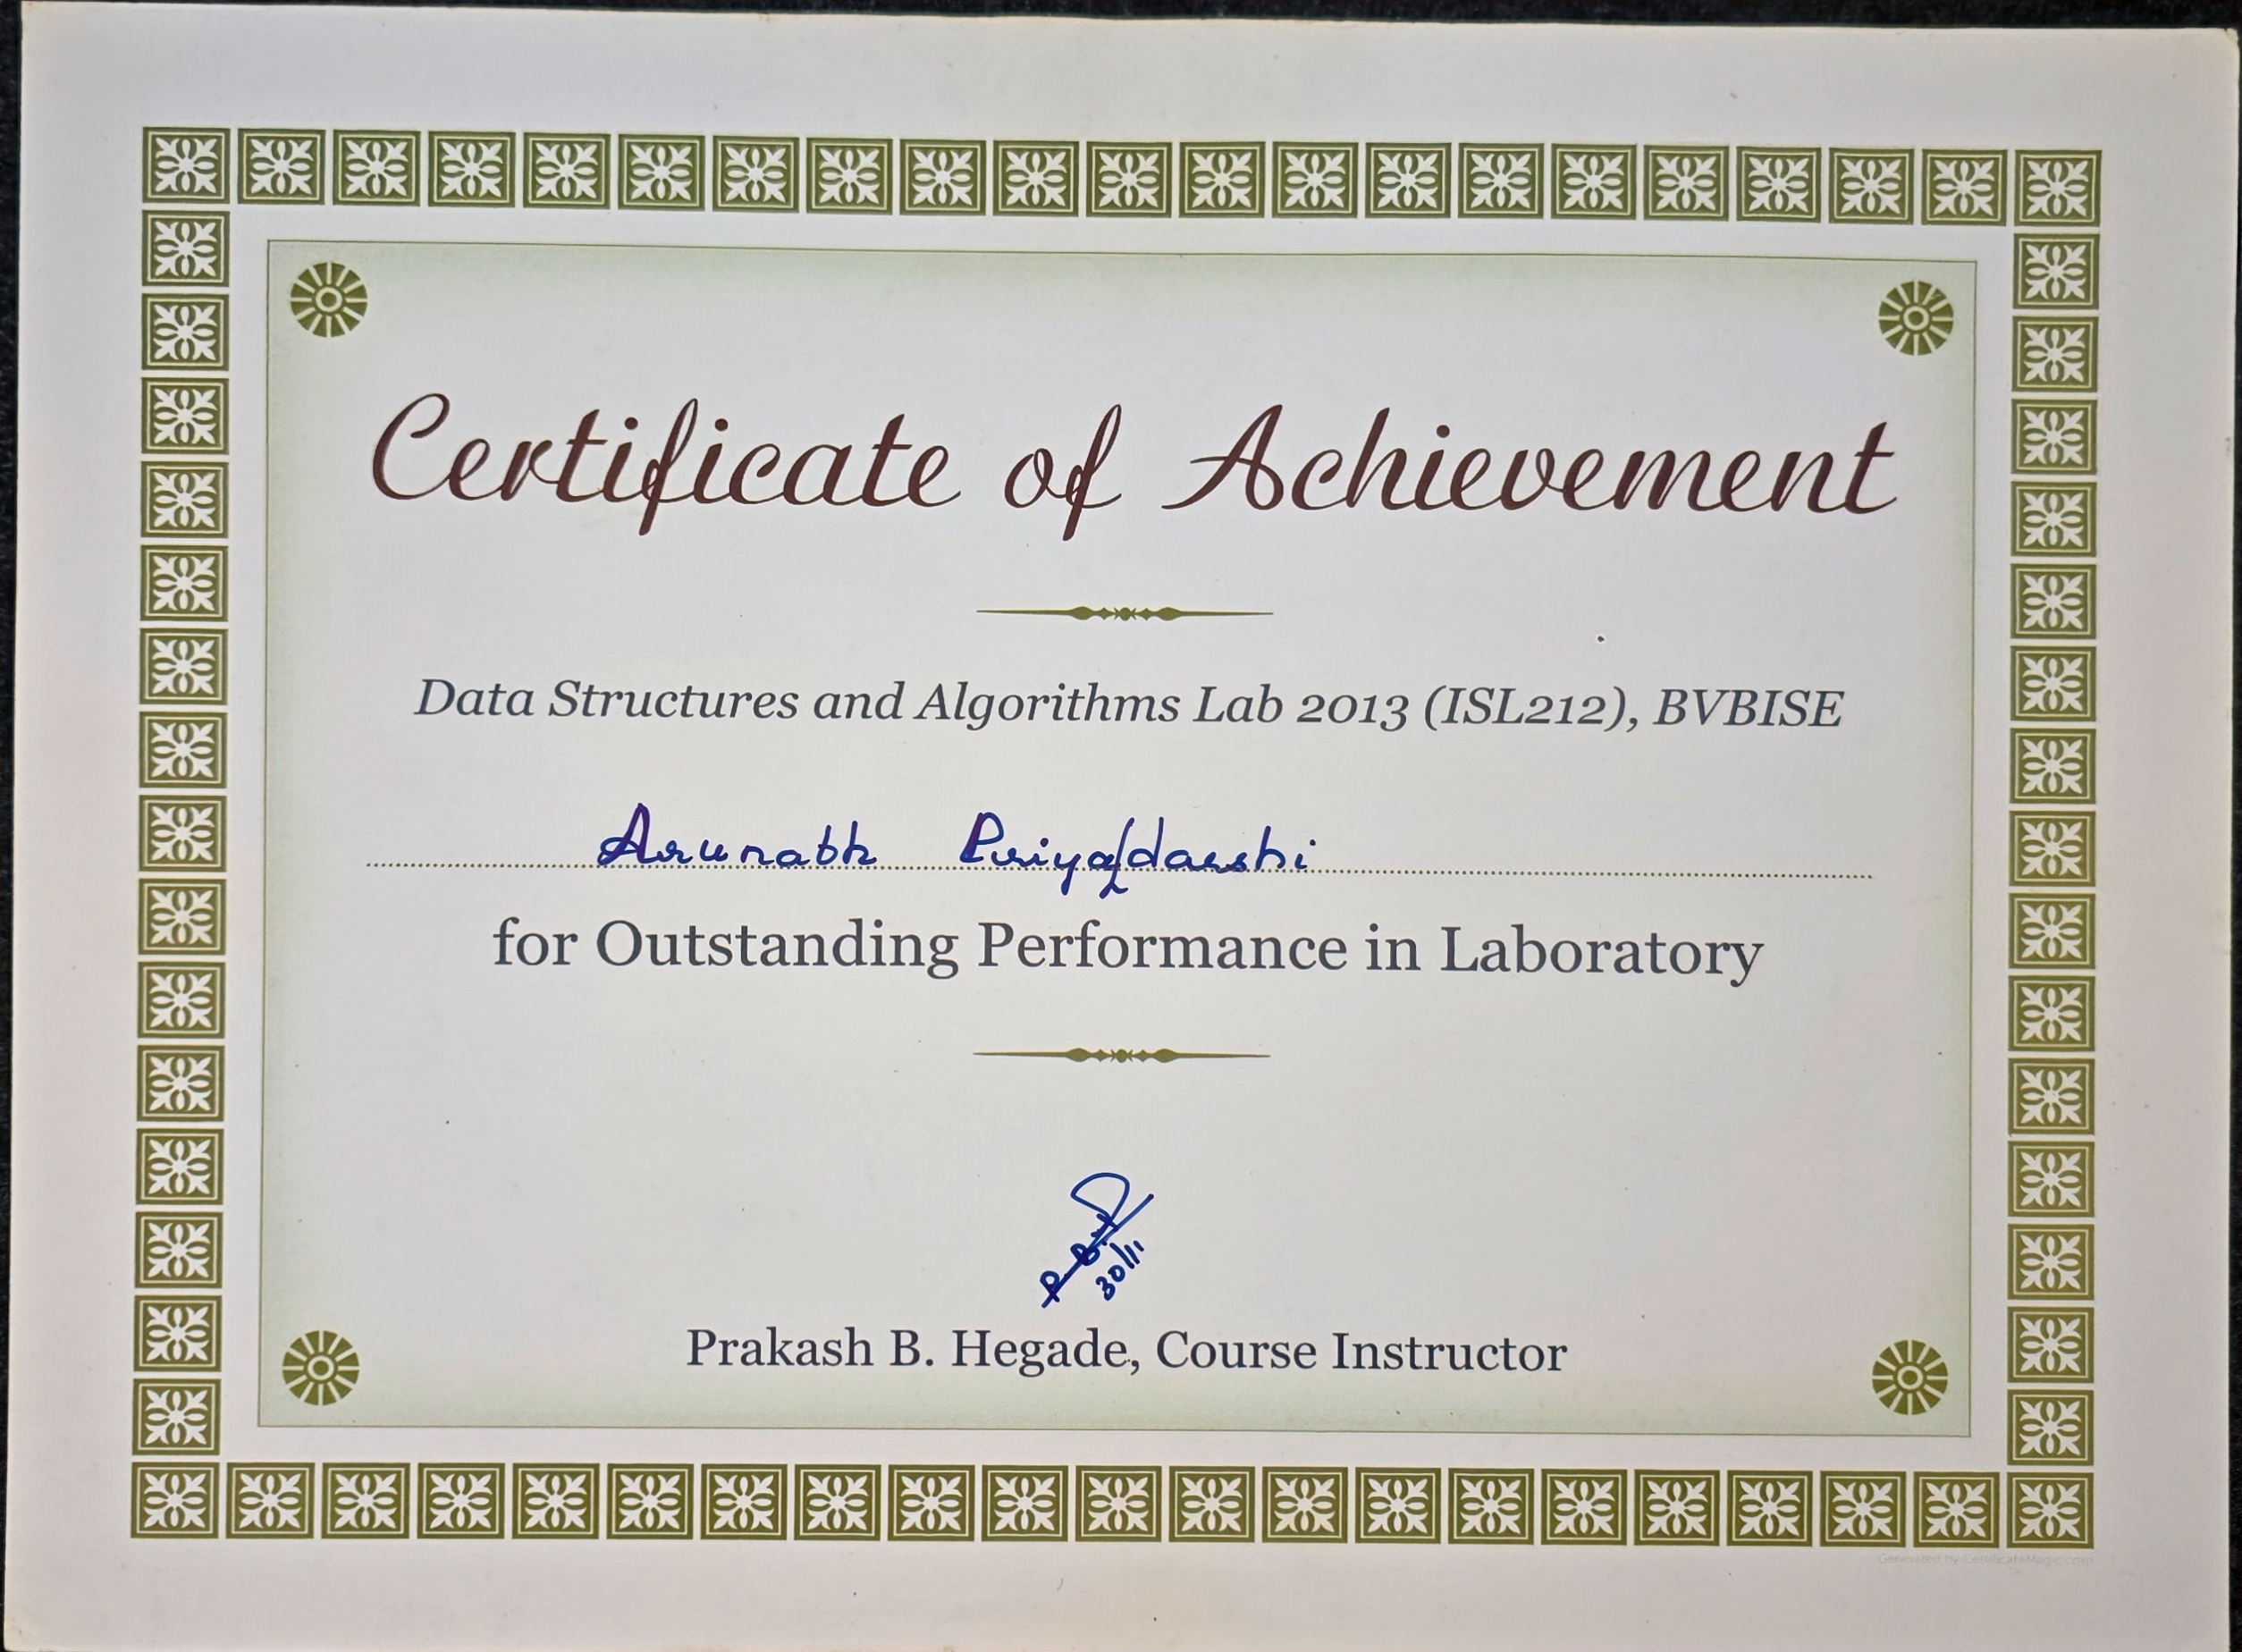 Certificate of Achievement
Data Structures and Algorithms Lab 2013 (ISL212), BVBISE
Arunabh Priyadarshi
for Outstanding Performance in Laboratory
30/11
Prakash B. Hegade, Course Instructor
Generated by CertificateMagic.com